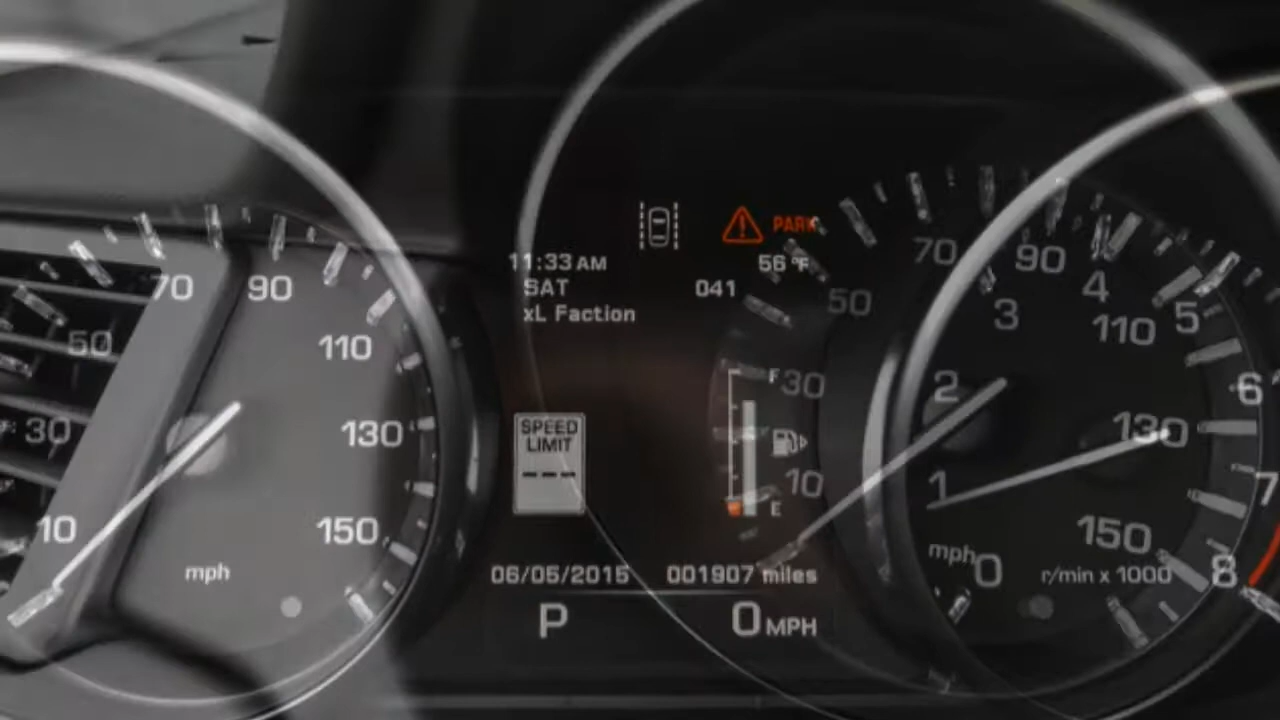 PARK
11:33 AM
56 °F
SAT
041
xL Faction
70
90
110
130
150
50
30
10
mph
SPEED
LIMIT
---
F
E
06/05/2015
001907 miles
P
0 MPH
10
30
50
70
90
110
130
150
mph
0
1
2
3
4
5
6
7
8
r/min x 1000